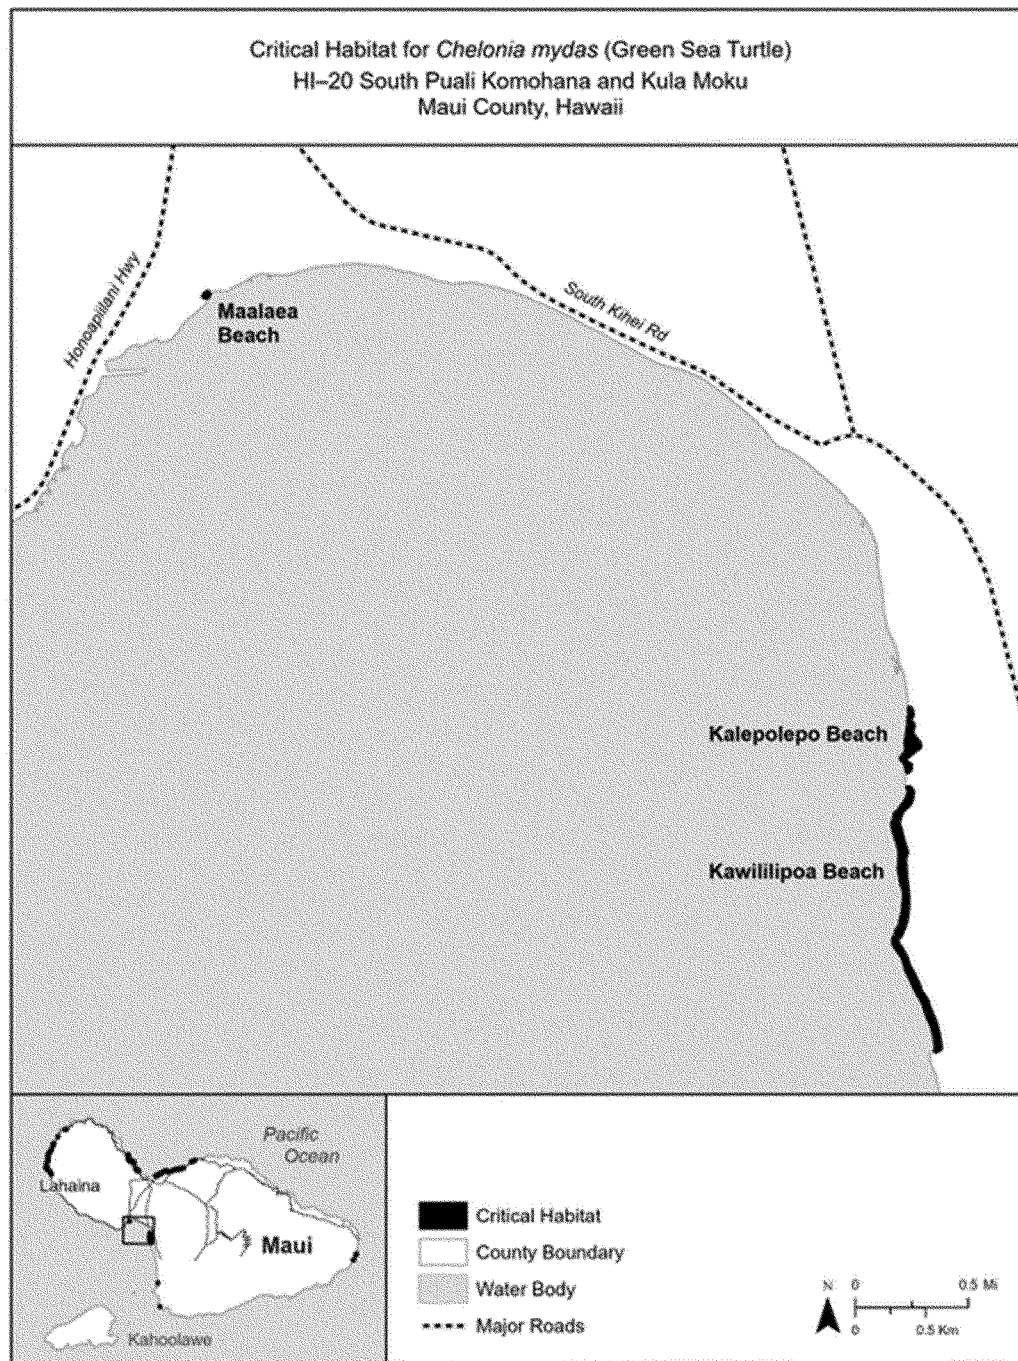 Critical Habitat for Chelonia mydas (Green Sea Turtle)
HI–20 South Puali Komohana and Kula Moku
Maui County, Hawaii
Honoapiilani Hwy
Maalaea
Beach
South Kihei Rd
Kalepolepo Beach
Kawililipoa Beach
Pacific
Ocean
Lahaina
Maui
Kahoolawe
Critical Habitat
County Boundary
Water Body
Major Roads
N
0 0.5 Mi
0 0.5 Km